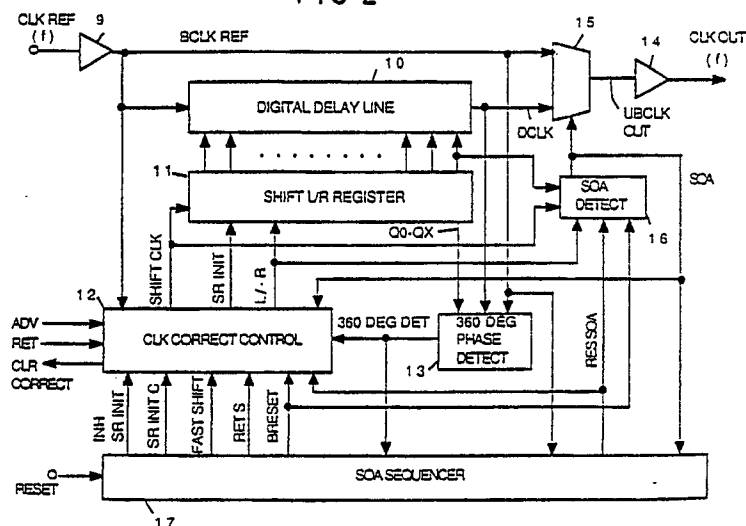 FIG 2
CLK REF
(f)
9
BCLK REF
15
14
CLK OUT
(f)
10
DIGITAL DELAY LINE
DCLK
UBCLK
OUT
11
SHIFT L/R REGISTER
SOA
SOA
DETECT
16
Q0-QX
SHIFT CLK
SR INIT
L/-R
12
ADV
RET
CLR
CORRECT
CLK CORRECT CONTROL
360 DEG DET
360 DEG
PHASE
DETECT
13
RES SOA
INH
SR INIT
SR INIT C
FAST SHIFT
RET S
BRESET
RESET
SOA SEQUENCER
17